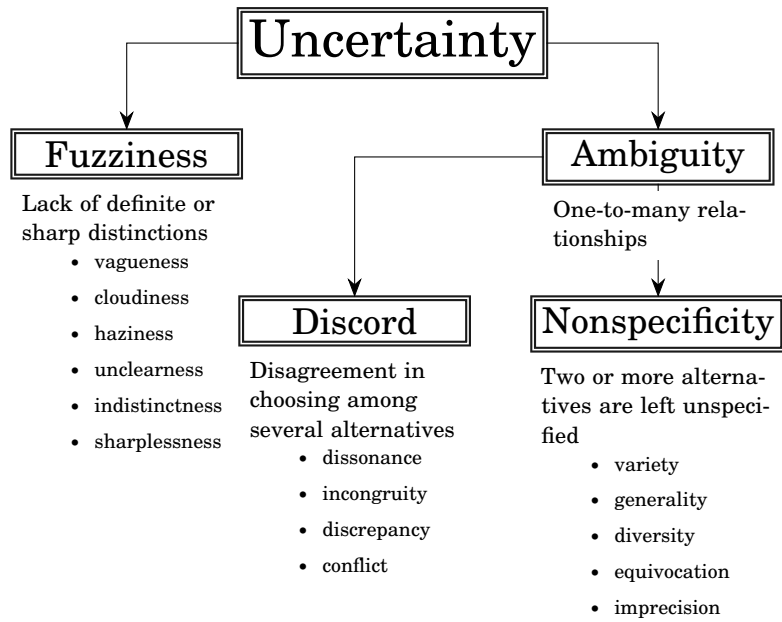 Uncertainty
Fuzziness
Lack of definite or
sharp distinctions
• vagueness
• cloudiness
• haziness
• unclearness
• indistinctness
• sharplessness
Ambiguity
One-to-many rela-
tionships
Discord
Disagreement in
choosing among
several alternatives
• dissonance
• incongruity
• discrepancy
• conflict
Nonspecificity
Two or more alterna-
tives are left unspeci-
fied
• variety
• generality
• diversity
• equivocation
• imprecision